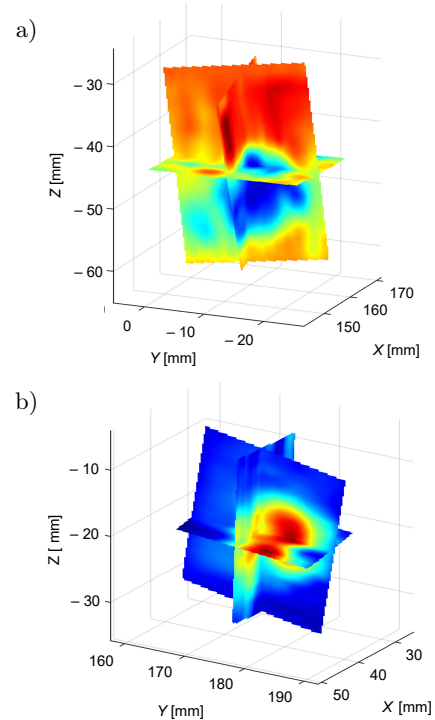 a)
– 30
– 40
– 50
– 60
Z [mm]
0
– 10
– 20
Y [mm]
150
160
170
X [mm]
b)
– 10
– 20
– 30
Z [ mm]
160
170
180
190
Y [mm]
50
40
30
X [mm]